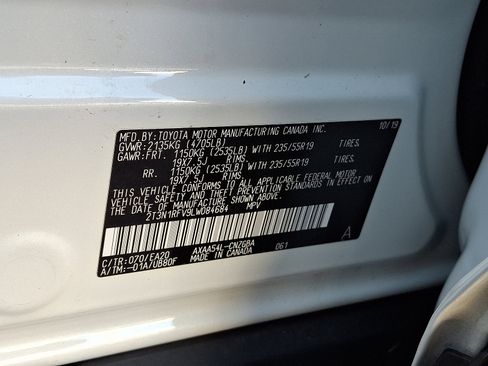 MFD.BY:TOYOTA MOTOR MANUFACTURING CANADA INC. 10/19
GVWR:2135KG (4705LB)
GAWR:FRT. 1150KG (2535LB) WITH 235/55R19 TIRES.
19X7.5J RIMS.
RR. 1150KG (2535LB) WITH 235/55R19 TIRES.
19X7.5J RIMS.
THIS VEHICLE CONFORMS TO ALL APPLICABLE FEDERAL MOTOR
VEHICLE SAFETY AND THEFT PREVENTION STANDARDS IN EFFECT
ON THE DATE OF MANUFACTURE SHOWN ABOVE.
2T3N1RFV9LW084684 MPV
C/TR:070/EA20 AXAA54L-CNZGBA 061
A/TM:-01A/UB80F MADE IN CANADA A